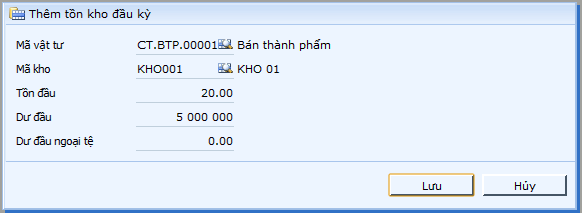 Thêm tồn kho đầu kỳ
Mã vật tư CT.BTP.00001 Bán thành phẩm
Mã kho KHO001 KHO 01
Tồn đầu 20.00
Dư đầu 5 000 000
Dư đầu ngoại tệ 0.00
Lưu Hủy